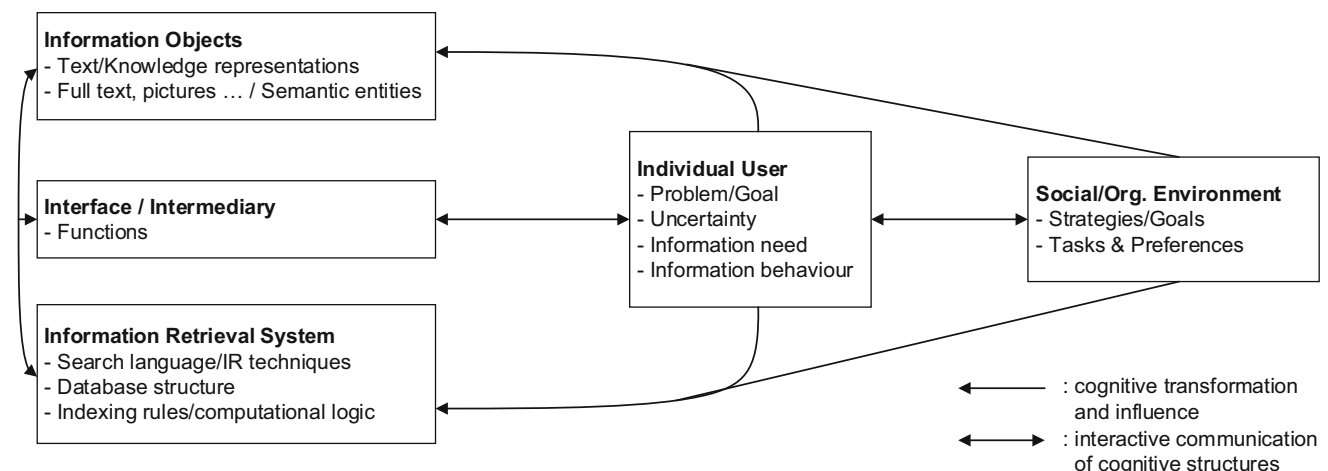 Information Objects
- Text/Knowledge representations
- Full text, pictures … / Semantic entities
Interface / Intermediary
- Functions
Information Retrieval System
- Search language/IR techniques
- Database structure
- Indexing rules/computational logic
Individual User
- Problem/Goal
- Uncertainty
- Information need
- Information behaviour
Social/Org. Environment
- Strategies/Goals
- Tasks & Preferences
: cognitive transformation
and influence
: interactive communication
of cognitive structures